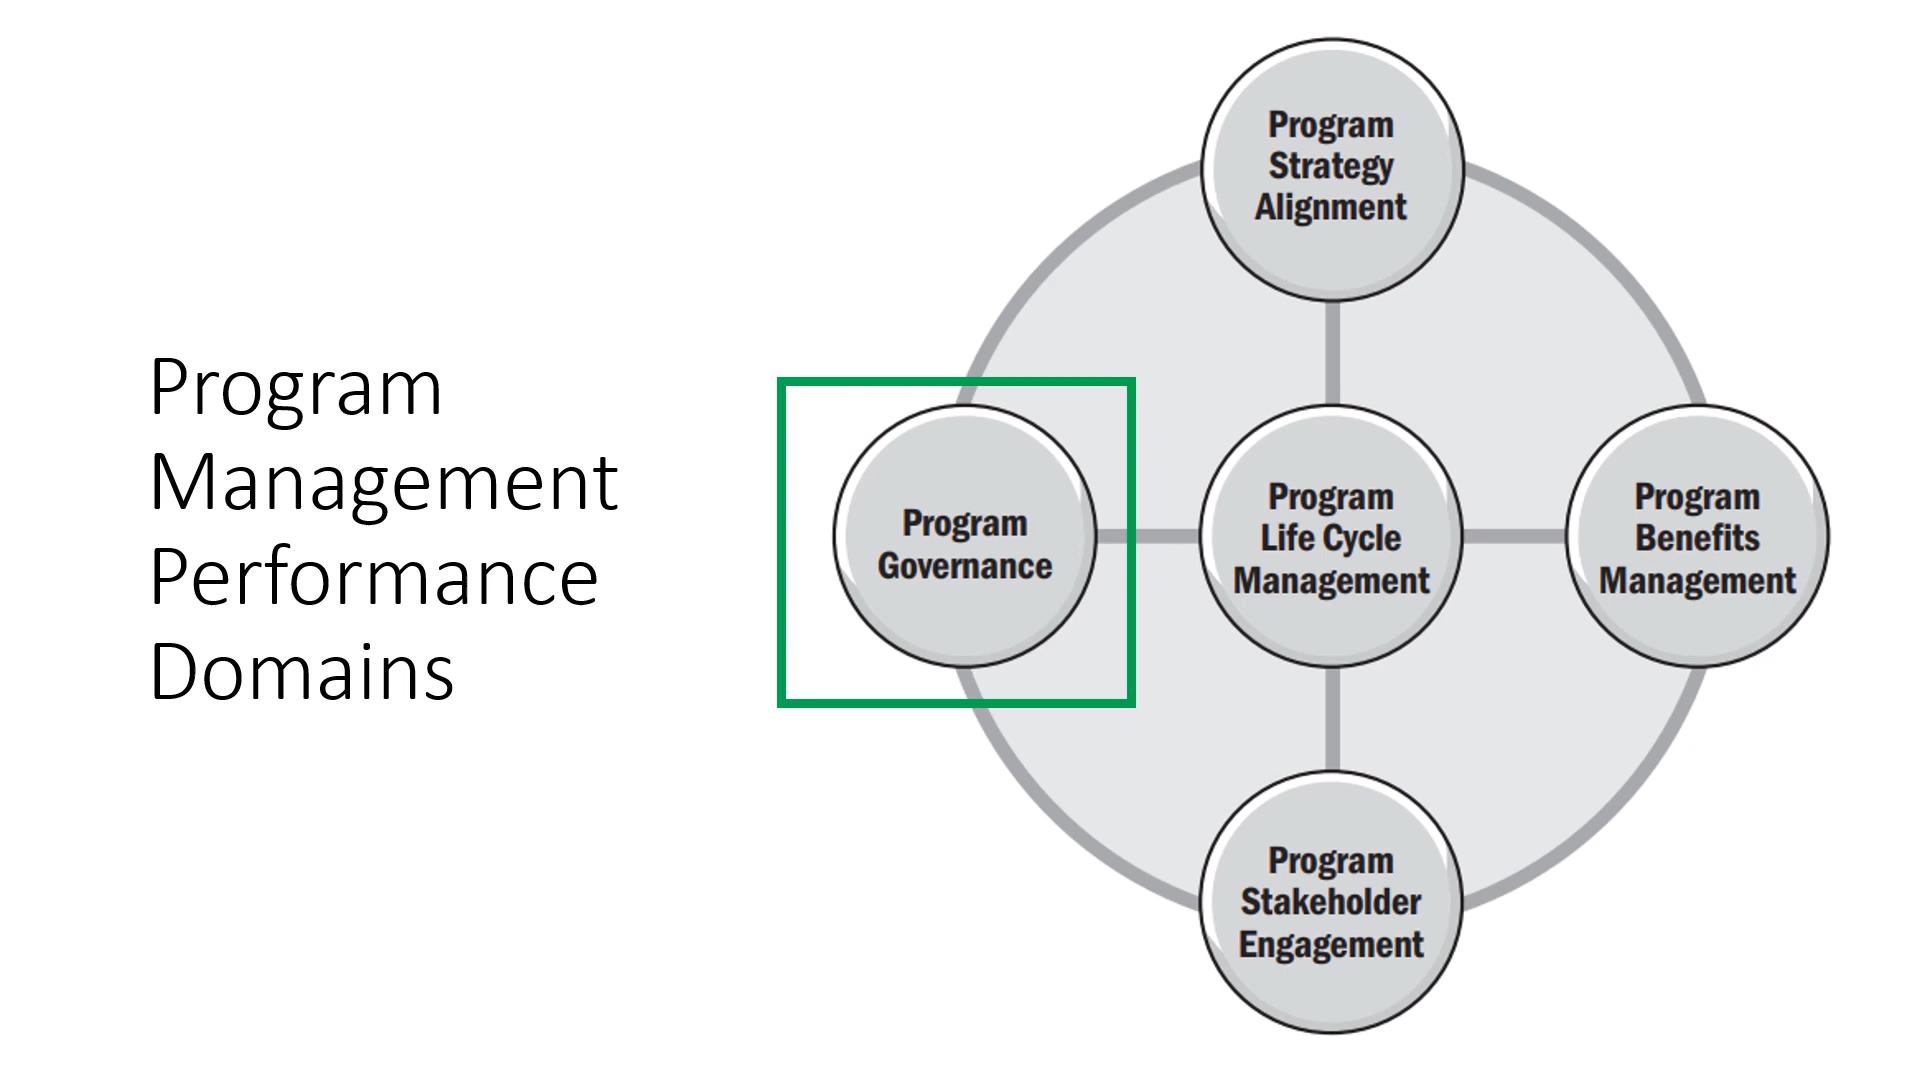 Program
Management
Performance
Domains
Program
Strategy
Alignment
Program
Governance
Program
Life Cycle
Management
Program
Benefits
Management
Program
Stakeholder
Engagement